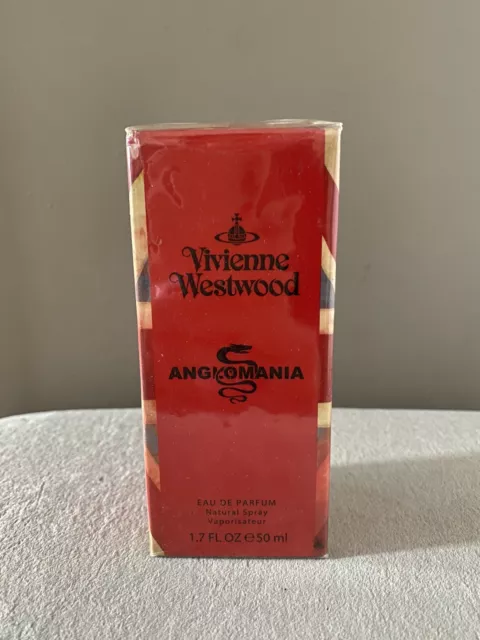 Vivienne
Westwood
ANGLOMANIA
EAU DE PARFUM
Natural Spray
Vaporisateur
1.7 FL OZ ℮50 ml